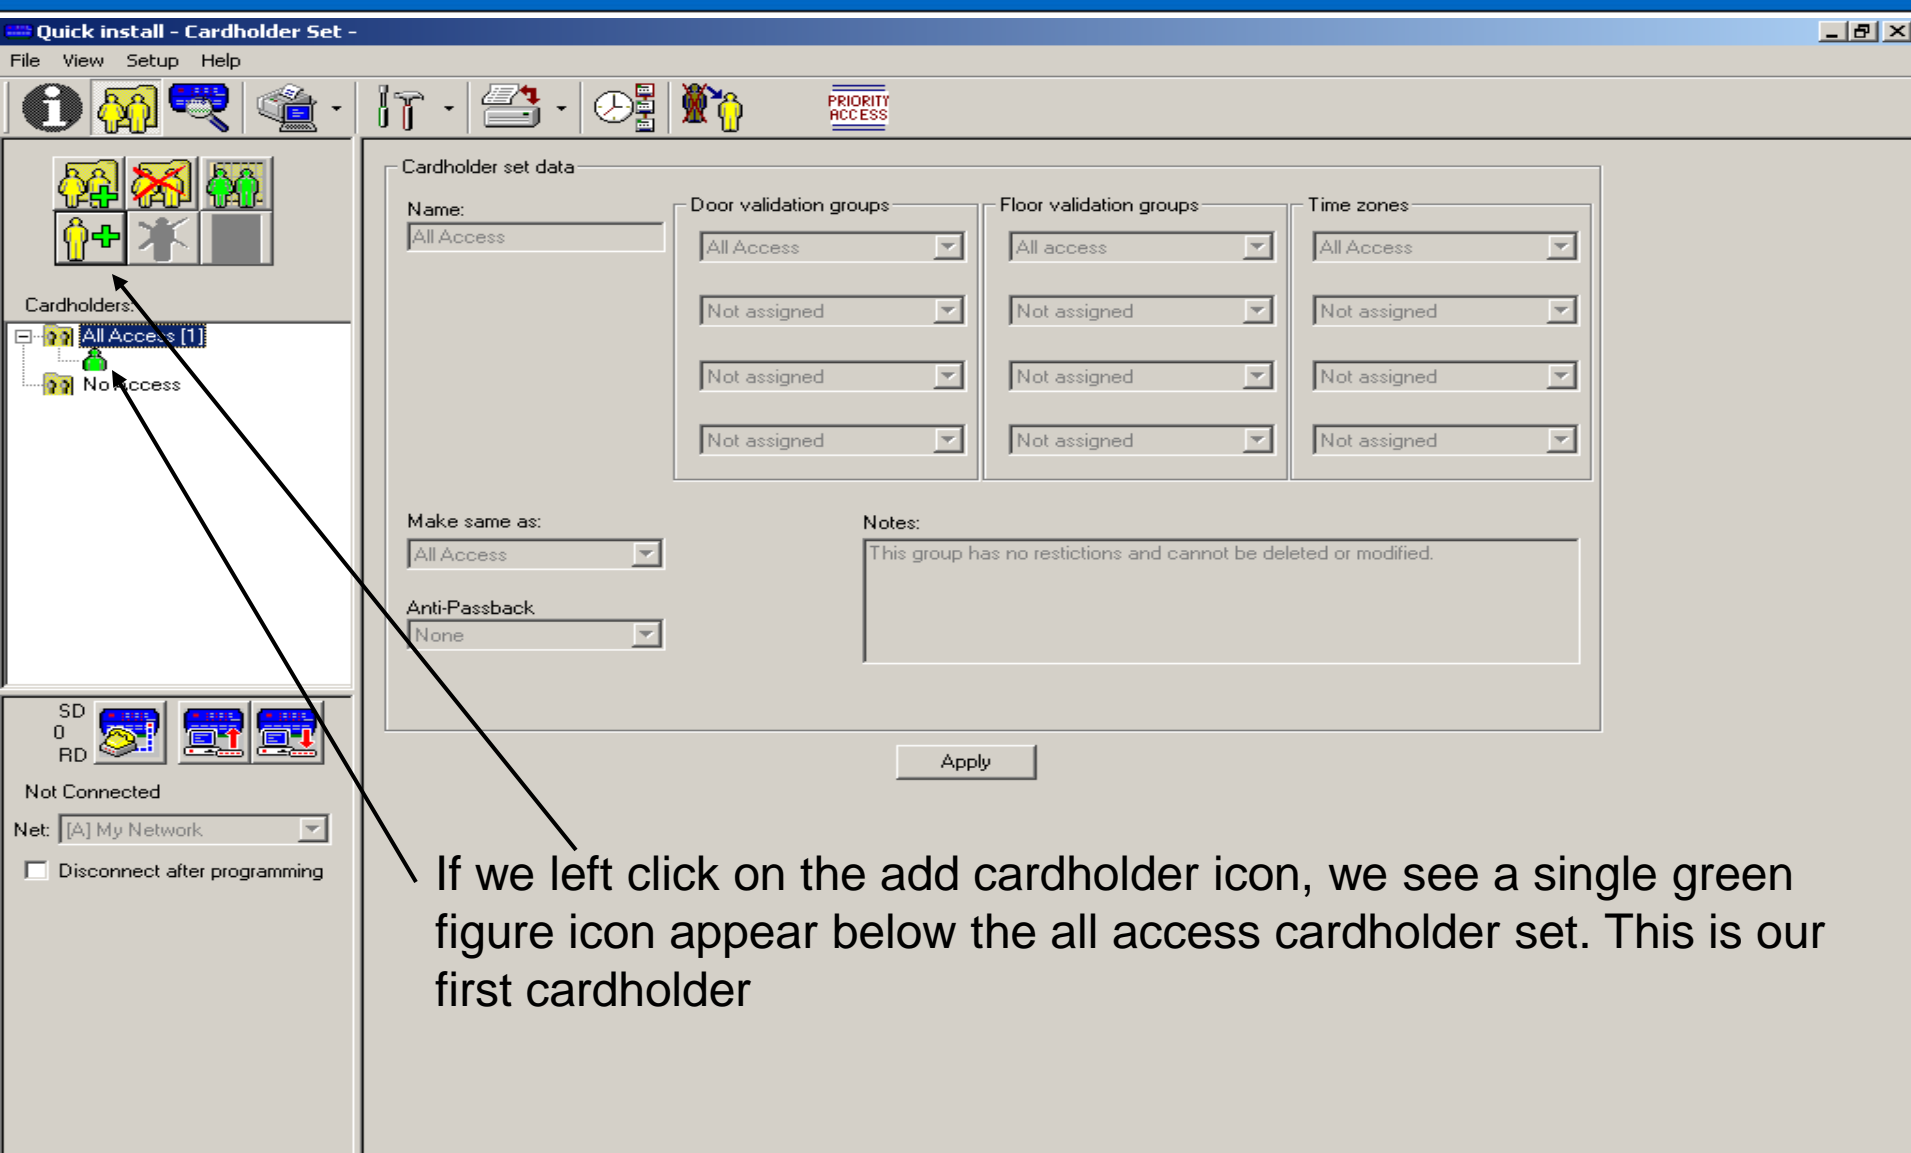 Quick install - Cardholder Set -
File View Setup Help
PRIORITY
ACCESS
Cardholders:
All Access [1]
No Access
Cardholder set data
Name:
All Access
Door validation groups
All Access
Not assigned
Not assigned
Not assigned
Floor validation groups
All access
Not assigned
Not assigned
Not assigned
Time zones
All Access
Not assigned
Not assigned
Not assigned
Make same as:
All Access
Anti-Passback
None
Notes:
This group has no restictions and cannot be deleted or modified.
Apply
SD
0
RD
Not Connected
Net: [A] My Network
Disconnect after programming
If we left click on the add cardholder icon, we see a single green
figure icon appear below the all access cardholder set. This is our
first cardholder